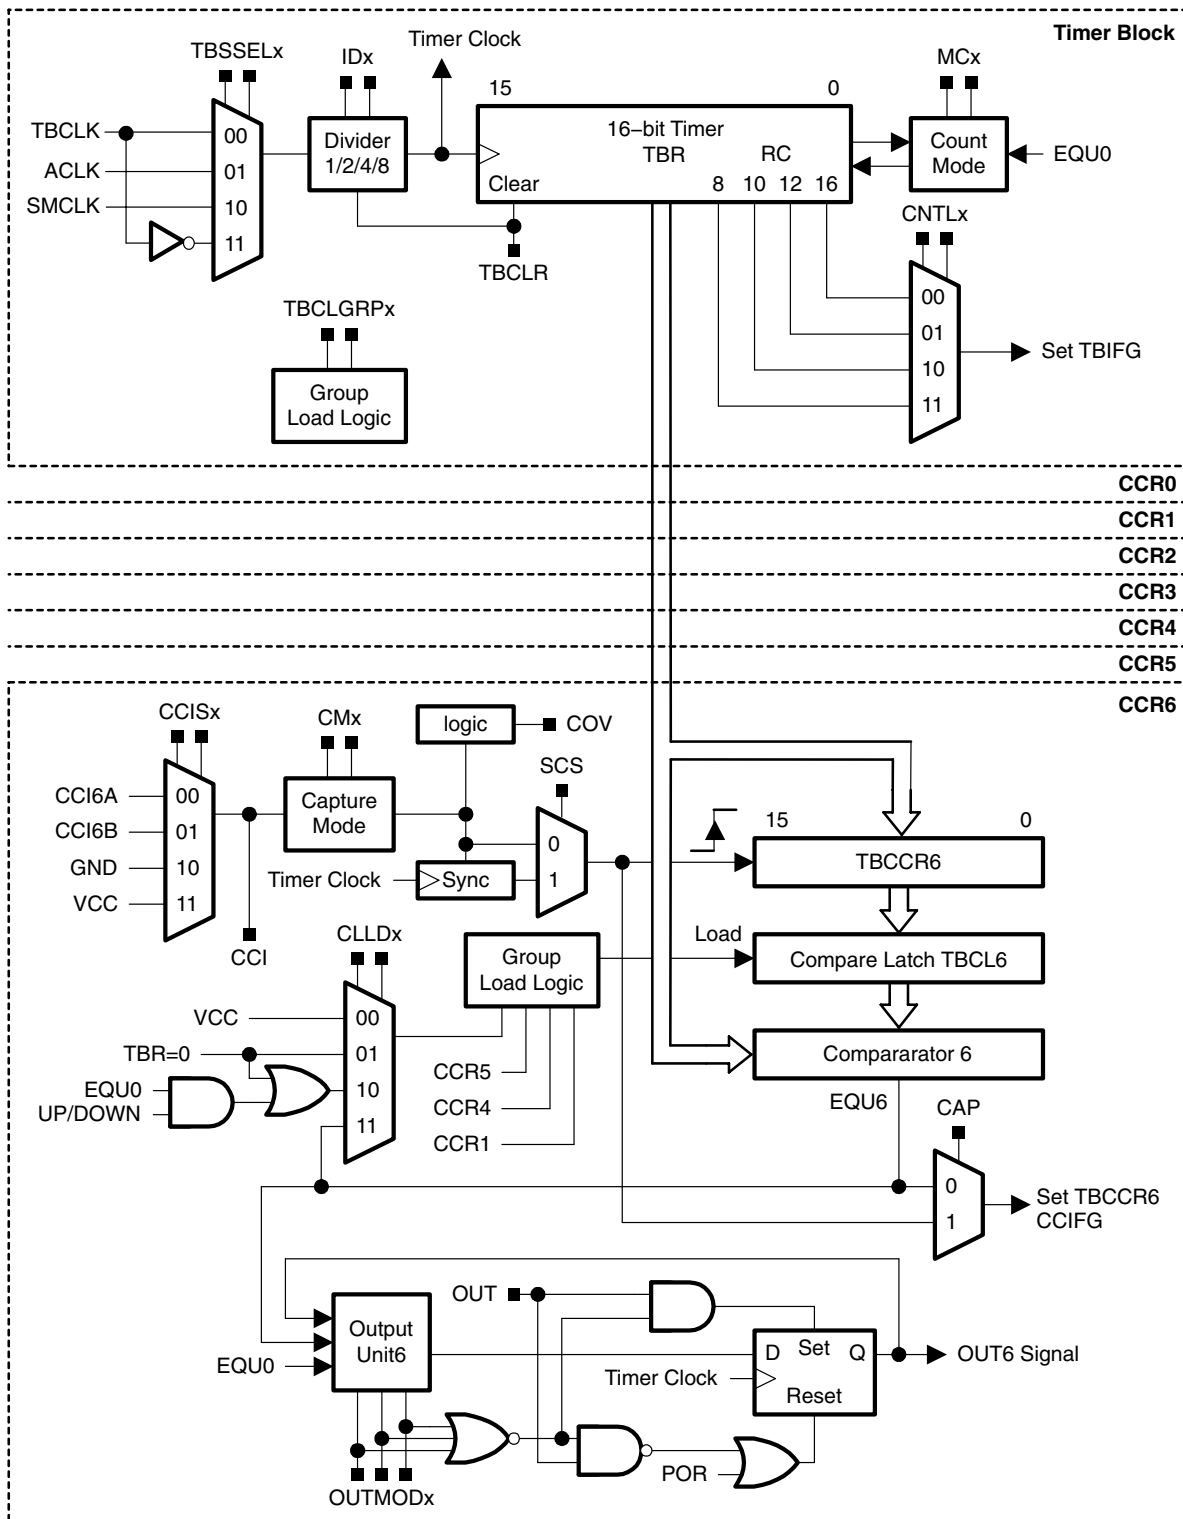 Timer Block
TBSSELx
IDx
Timer Clock
MCx
15
0
TBCLK
ACLK
SMCLK
00
01
10
11
Divider
1/2/4/8
16−bit Timer
TBR
RC
Clear
8
10
12
16
Count
Mode
EQU0
TBCLR
CNTLx
00
01
10
11
Set TBIFG
TBCLGRPx
Group
Load Logic
CCR0
CCR1
CCR2
CCR3
CCR4
CCR5
CCR6
CCISx
CMx
logic
COV
SCS
CCI6A
CCI6B
GND
VCC
00
01
10
11
Capture
Mode
0
1
Timer Clock
Sync
CCI
15
0
TBCCR6
Load
Compare Latch TBCL6
Compararator 6
EQU6
CLLDx
Group
Load Logic
VCC
TBR=0
EQU0
UP/DOWN
00
01
10
11
CCR5
CCR4
CCR1
CAP
0
1
Set TBCCR6
CCIFG
OUT
Output
Unit6
EQU0
D
Set
Q
Reset
Timer Clock
OUT6 Signal
POR
OUTMODx